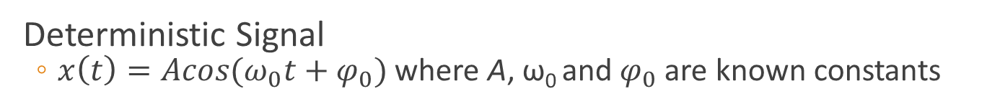 Deterministic Signal
◦ x(t) = Acos(ω₀t + φ₀) where A, ω₀ and φ₀ are known constants